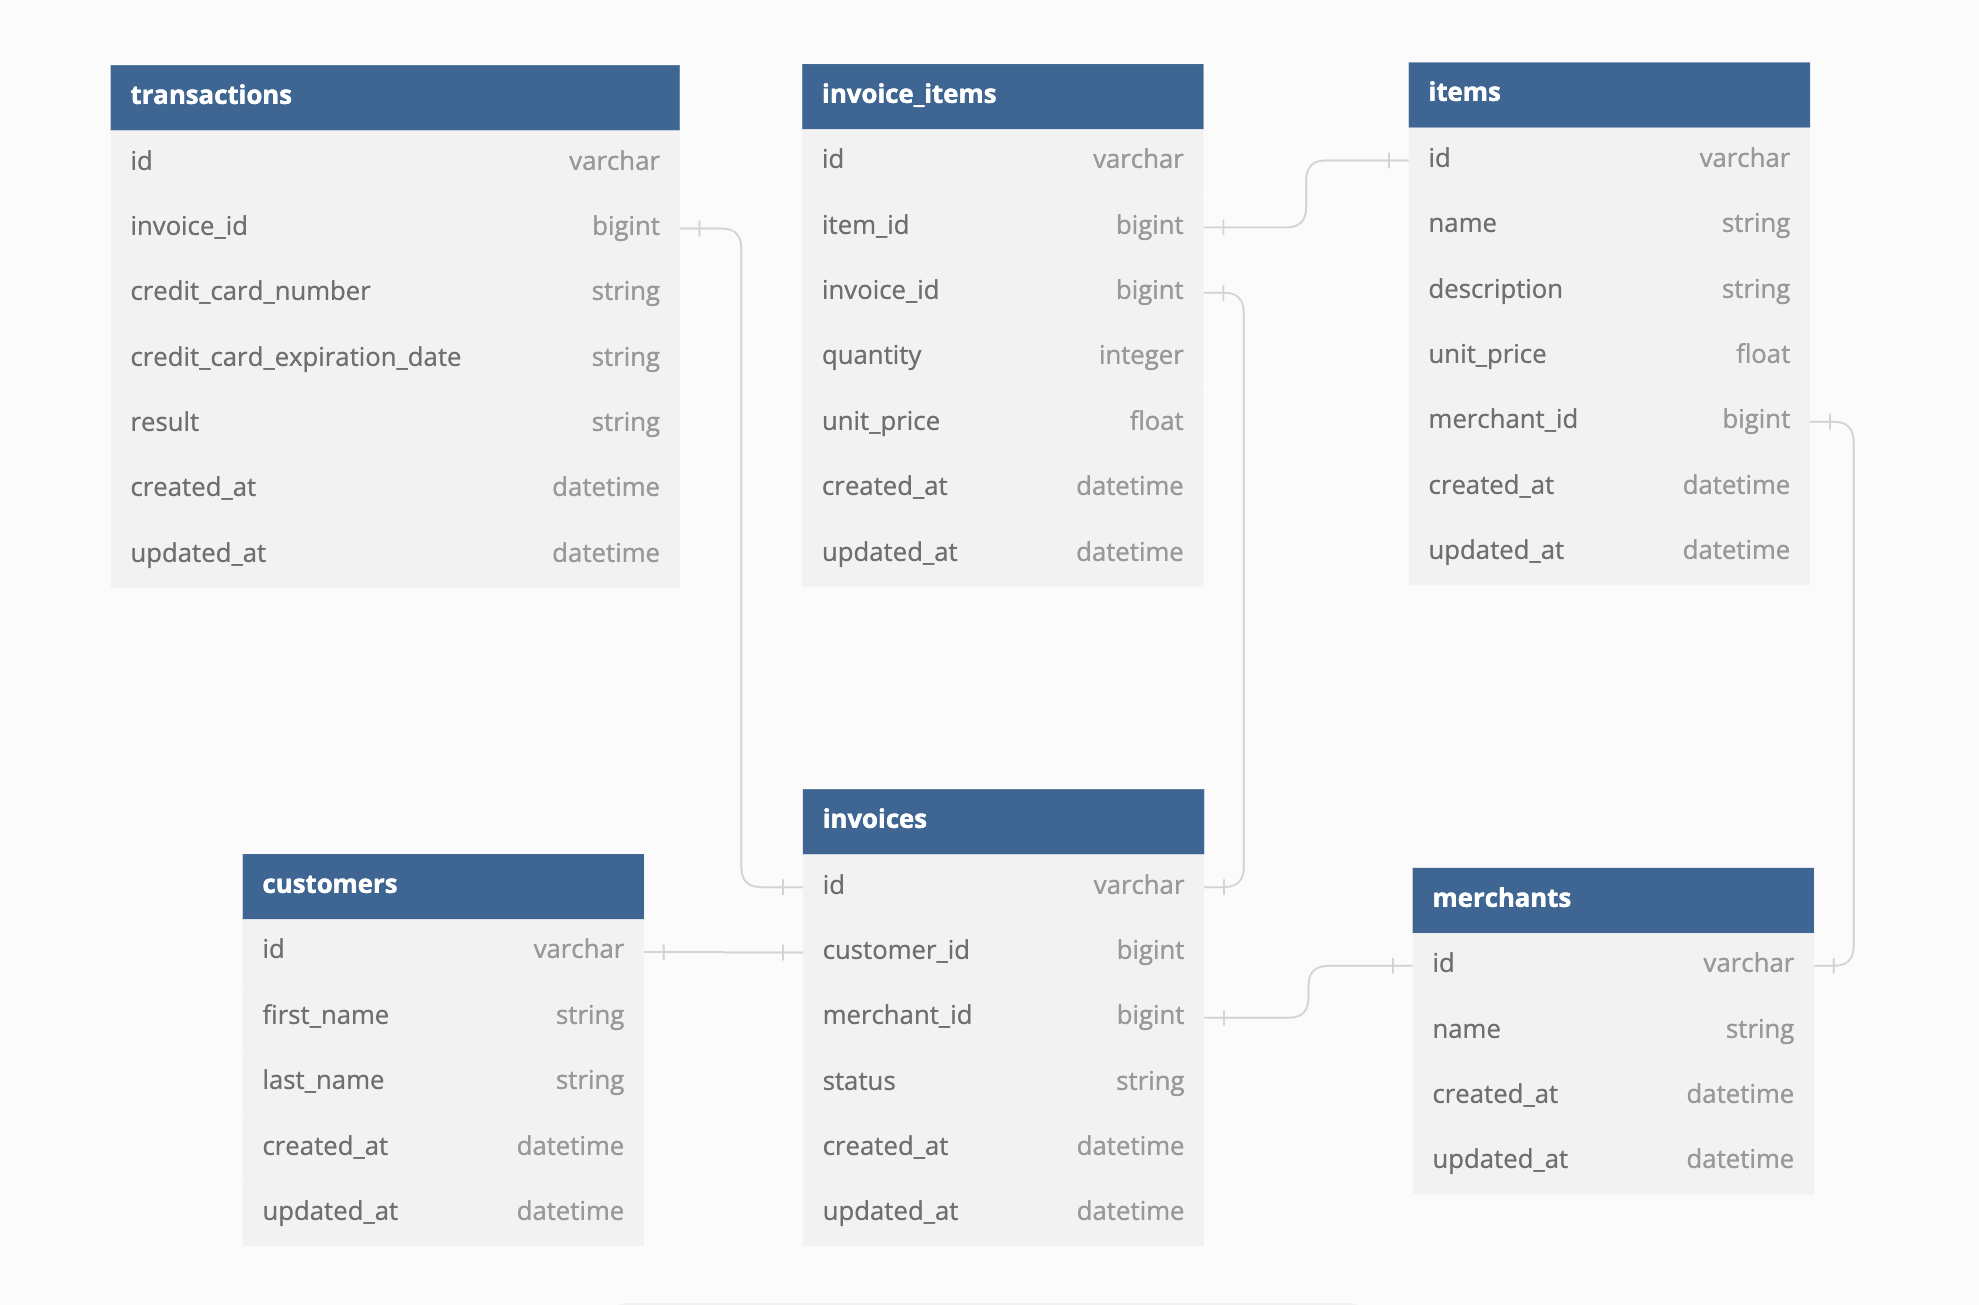 transactions
id varchar
invoice_id bigint
credit_card_number string
credit_card_expiration_date string
result string
created_at datetime
updated_at datetime
invoice_items
id varchar
item_id bigint
invoice_id bigint
quantity integer
unit_price float
created_at datetime
updated_at datetime
items
id varchar
name string
description string
unit_price float
merchant_id bigint
created_at datetime
updated_at datetime
customers
id varchar
first_name string
last_name string
created_at datetime
updated_at datetime
invoices
id varchar
customer_id bigint
merchant_id bigint
status string
created_at datetime
updated_at datetime
merchants
id varchar
name string
created_at datetime
updated_at datetime